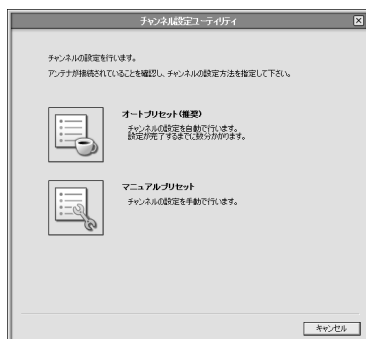 チャンネル設定ユーティリティ
チャンネルの設定を行います。
アンテナが接続されていることを確認し、チャンネルの設定方法を指定して下さい。
オートプリセット(推奨)
チャンネルの設定を自動で行います。
設定が完了するまでに数分かかります。
マニュアルプリセット
チャンネルの設定を手動で行います。
キャンセル